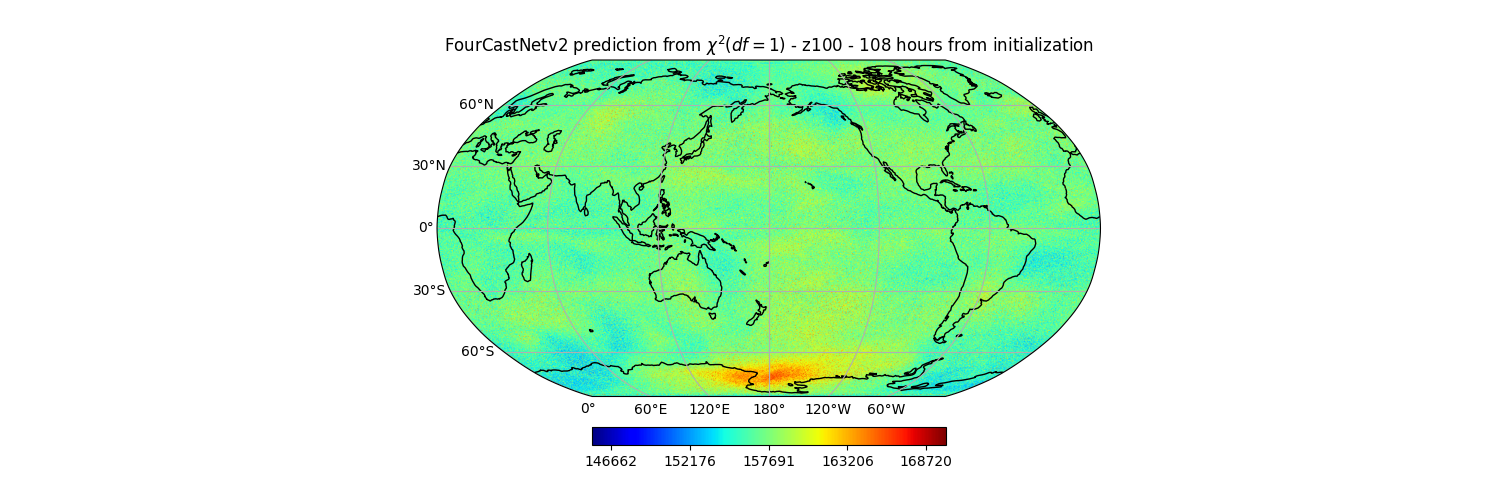 FourCastNetv2 prediction from χ²(df = 1) - z100 - 108 hours from initialization
60°N
30°N
0°
30°S
60°S
0° 60°E 120°E 180° 120°W 60°W
146662 152176 157691 163206 168720